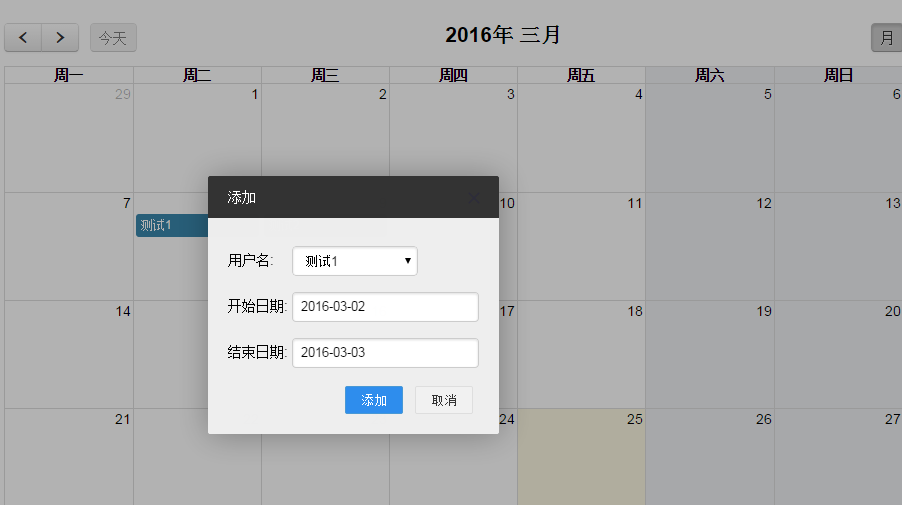 今天
2016年 三月
月
周一 周二 周三 周四 周五 周六 周日
29 1 2 3 4 5 6
7 10 11 12 13
测试1
添加
用户名: 测试1
开始日期: 2016-03-02
结束日期: 2016-03-03
添加 取消
14 17 18 19 20
21 24 25 26 27